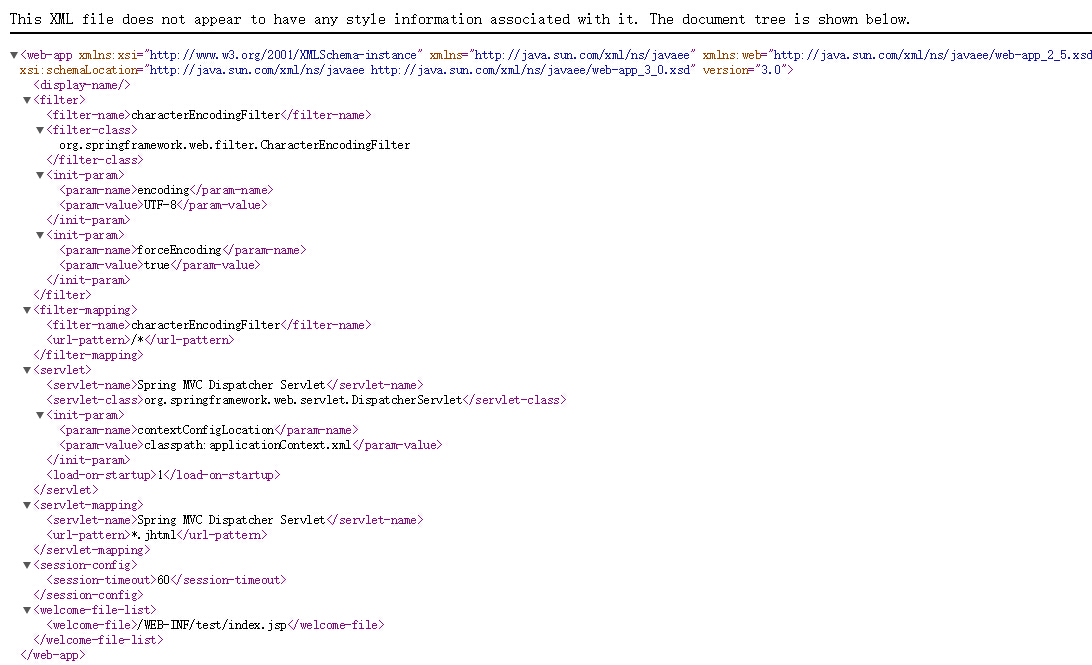 This XML file does not appear to have any style information associated with it. The document tree is shown below.
▼<web-app xmlns:xsi="http://www.w3.org/2001/XMLSchema-instance" xmlns="http://java.sun.com/xml/ns/javaee" xmlns:web="http://java.sun.com/xml/ns/javaee/web-app_2_5.xsd
xsi:schemaLocation="http://java.sun.com/xml/ns/javaee http://java.sun.com/xml/ns/javaee/web-app_3_0.xsd" version="3.0">
<display-name/>
▼<filter>
<filter-name>characterEncodingFilter</filter-name>
▼<filter-class>
org.springframework.web.filter.CharacterEncodingFilter
</filter-class>
▼<init-param>
<param-name>encoding</param-name>
<param-value>UTF-8</param-value>
</init-param>
▼<init-param>
<param-name>forceEncoding</param-name>
<param-value>true</param-value>
</init-param>
</filter>
▼<filter-mapping>
<filter-name>characterEncodingFilter</filter-name>
<url-pattern>/*</url-pattern>
</filter-mapping>
▼<servlet>
<servlet-name>Spring MVC Dispatcher Servlet</servlet-name>
<servlet-class>org.springframework.web.servlet.DispatcherServlet</servlet-class>
▼<init-param>
<param-name>contextConfigLocation</param-name>
<param-value>classpath:applicationContext.xml</param-value>
</init-param>
<load-on-startup>1</load-on-startup>
</servlet>
▼<servlet-mapping>
<servlet-name>Spring MVC Dispatcher Servlet</servlet-name>
<url-pattern>*.jhtml</url-pattern>
</servlet-mapping>
▼<session-config>
<session-timeout>60</session-timeout>
</session-config>
▼<welcome-file-list>
<welcome-file>/WEB-INF/test/index.jsp</welcome-file>
</welcome-file-list>
</web-app>